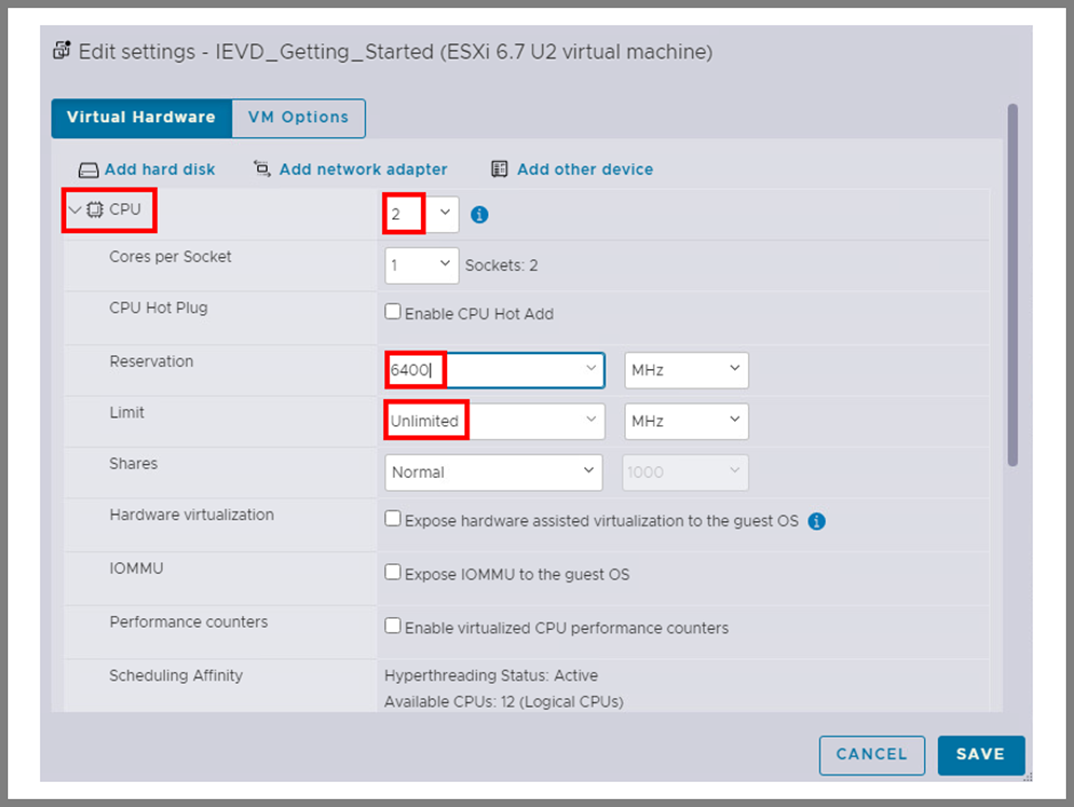 Edit settings - IEVD_Getting_Started (ESXi 6.7 U2 virtual machine)
Virtual Hardware VM Options
Add hard disk Add network adapter Add other device
CPU 2
Cores per Socket 1 Sockets: 2
CPU Hot Plug Enable CPU Hot Add
Reservation 6400 MHz
Limit Unlimited MHz
Shares Normal 1000
Hardware virtualization Expose hardware assisted virtualization to the guest OS
IOMMU Expose IOMMU to the guest OS
Performance counters Enable virtualized CPU performance counters
Scheduling Affinity Hyperthreading Status: Active
Available CPUs: 12 (Logical CPUs)
CANCEL SAVE